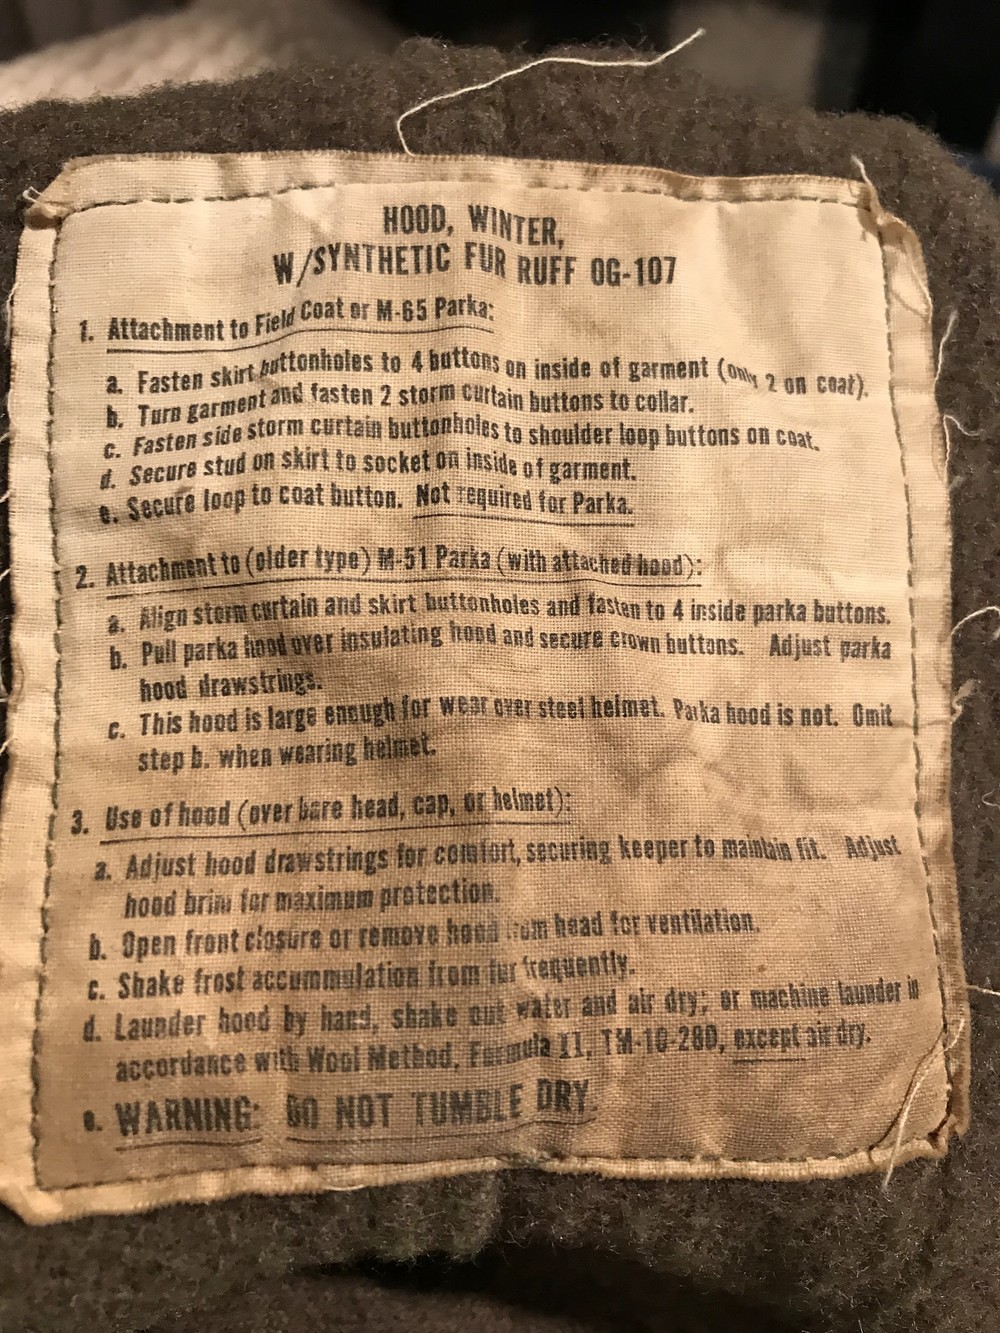 HOOD, WINTER,
W/SYNTHETIC FUR RUFF OG-107
1. Attachment to Field Coat or M-65 Parka:
a. Fasten skirt buttonholes to 4 buttons on inside of garment (only 2 on coat).
b. Turn garment and fasten 2 storm curtain buttons to collar.
c. Fasten side storm curtain buttonholes to shoulder loop buttons on coat.
d. Secure stud on skirt to socket on inside of garment.
e. Secure loop to coat button. Not required for Parka.
2. Attachment to (older type) M-51 Parka (with attached hood):
a. Align storm curtain and skirt buttonholes and fasten to 4 inside parka buttons.
b. Pull parka hood over insulating hood and secure crown buttons. Adjust parka
hood drawstrings.
c. This hood is large enough for wear over steel helmet. Parka hood is not. Omit
step b. when wearing helmet.
3. Use of hood (over bare head, cap, or helmet):
a. Adjust hood drawstrings for comfort, securing keeper to maintain fit. Adjust
hood brim for maximum protection.
b. Open front closure or remove hood from head for ventilation.
c. Shake frost accummulation from fur frequently.
d. Launder hood by hand, shake out water and air dry; or machine launder in
accordance with Wool Method, Formula II, TM-10-280, except air dry.
e. WARNING: DO NOT TUMBLE DRY.